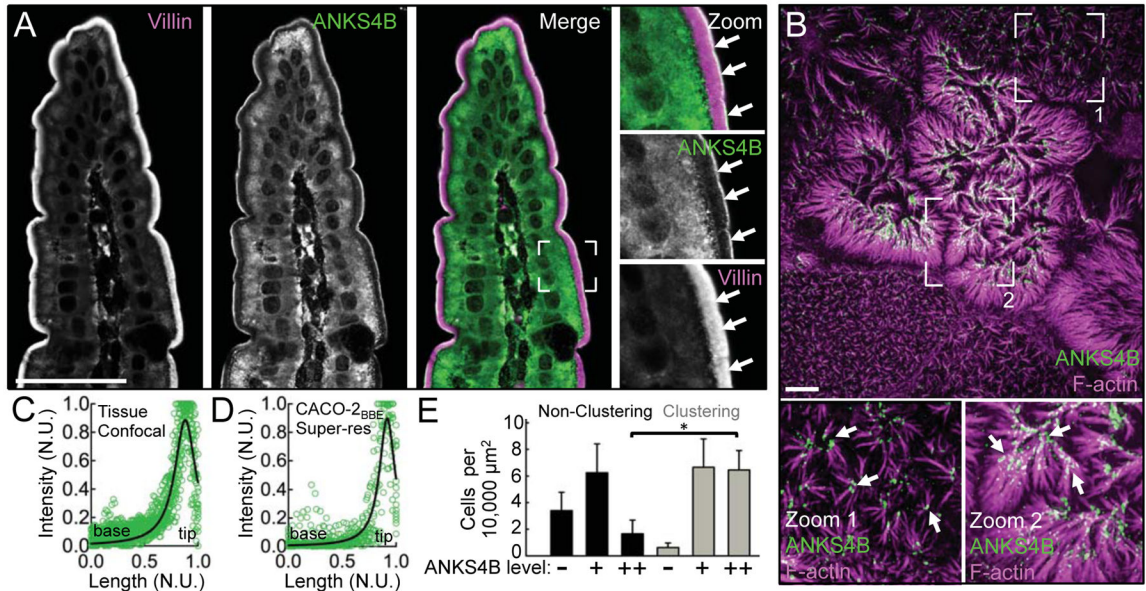 A
Villin
ANKS4B
Merge
Zoom
ANKS4B
Villin
B
1
2
ANKS4B
F-actin
Zoom 1
ANKS4B
F-actin
Zoom 2
ANKS4B
F-actin
C
Tissue
Confocal
Intensity (N.U.)
1.0
0.8
0.6
0.4
0.2
0.0
base
tip
0.0 0.5 1.0
Length (N.U.)
D
CACO-2BBE
Super-res
Intensity (N.U.)
1.0
0.8
0.6
0.4
0.2
0.0
base
tip
0.0 0.5 1.0
Length (N.U.)
E
Non-Clustering Clustering
*
Cells per
10,000 μm²
10
8
6
4
2
0
ANKS4B level: - + ++ - + ++